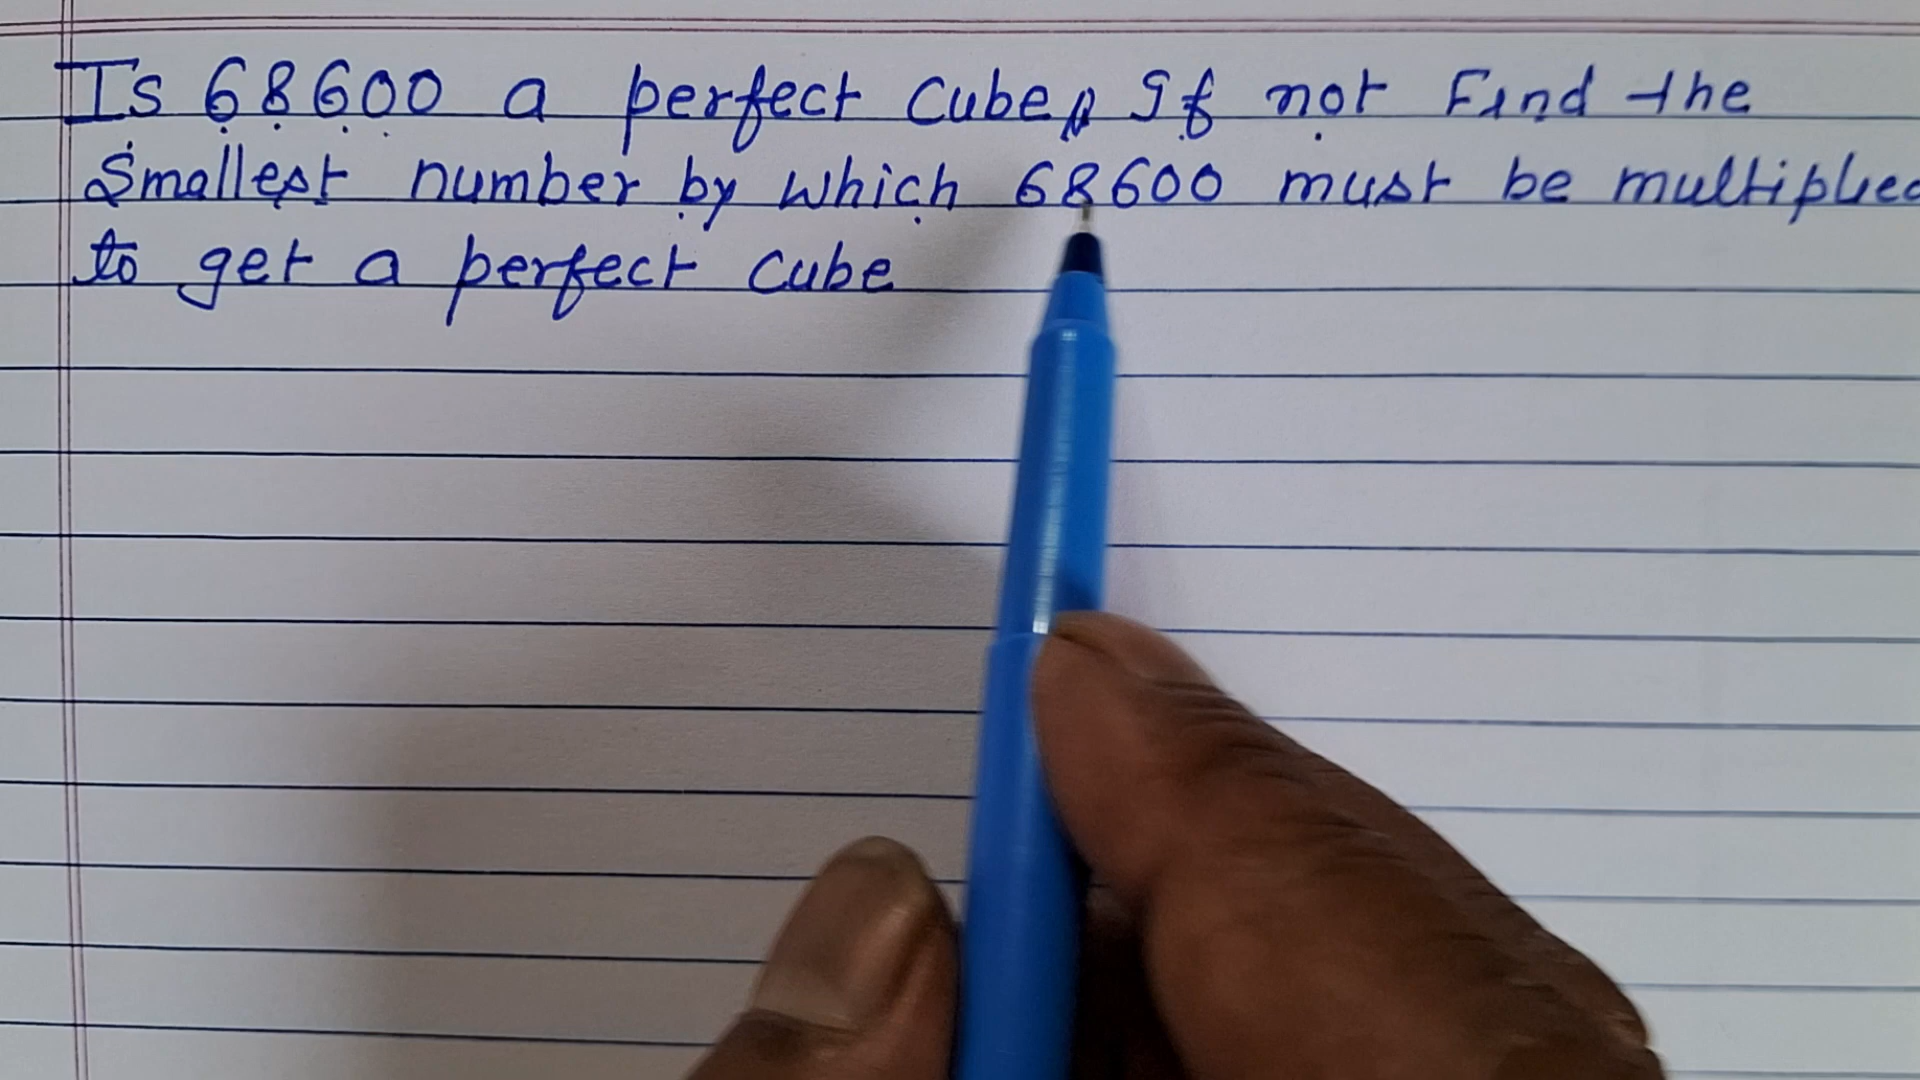 Is 68600 a perfect cube, If not Find the
Smallest number by which 68600 must be multiplied
to get a perfect cube